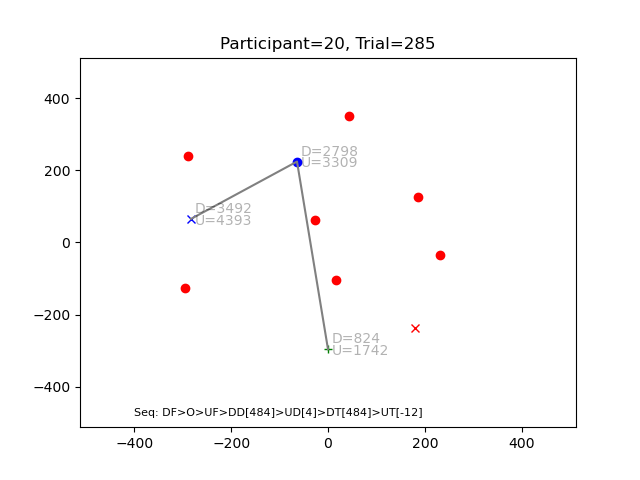 Participant=20, Trial=285
400
200
0
−200
−400
D=2798
U=3309
D=3492
U=4393
D=824
U=1742
Seq: DF>O>UF>DD[484]>UD[4]>DT[484]>UT[-12]
−400
−200
0
200
400